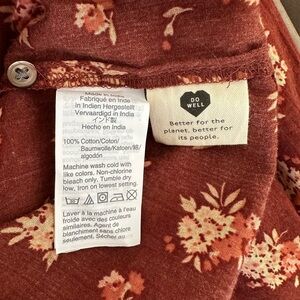 Made in India
Fabriqué en Inde
In Indien Hergestellt
Vervaardigd in India
インド製
Hecho en India
100% Cotton/Coton/
Baumwolle/Katoen/綿/
algodón
Machine wash cold with
like colors. Non-chlorine
bleach only. Tumble dry
low. Iron on lowest setting.
Laver à la machine à l'eau
froide avec des couleurs
similaires. Agent de
blanchiment sans chlore
seulement. Sécher au
DO
WELL
Better for the
planet, better for
its people.